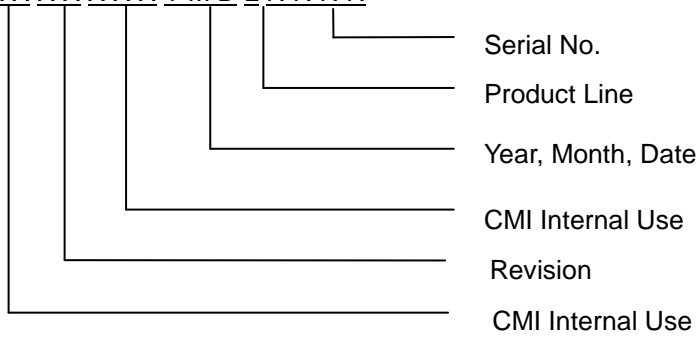 Serial No.
Product Line
Year, Month, Date
CMI Internal Use
Revision
CMI Internal Use